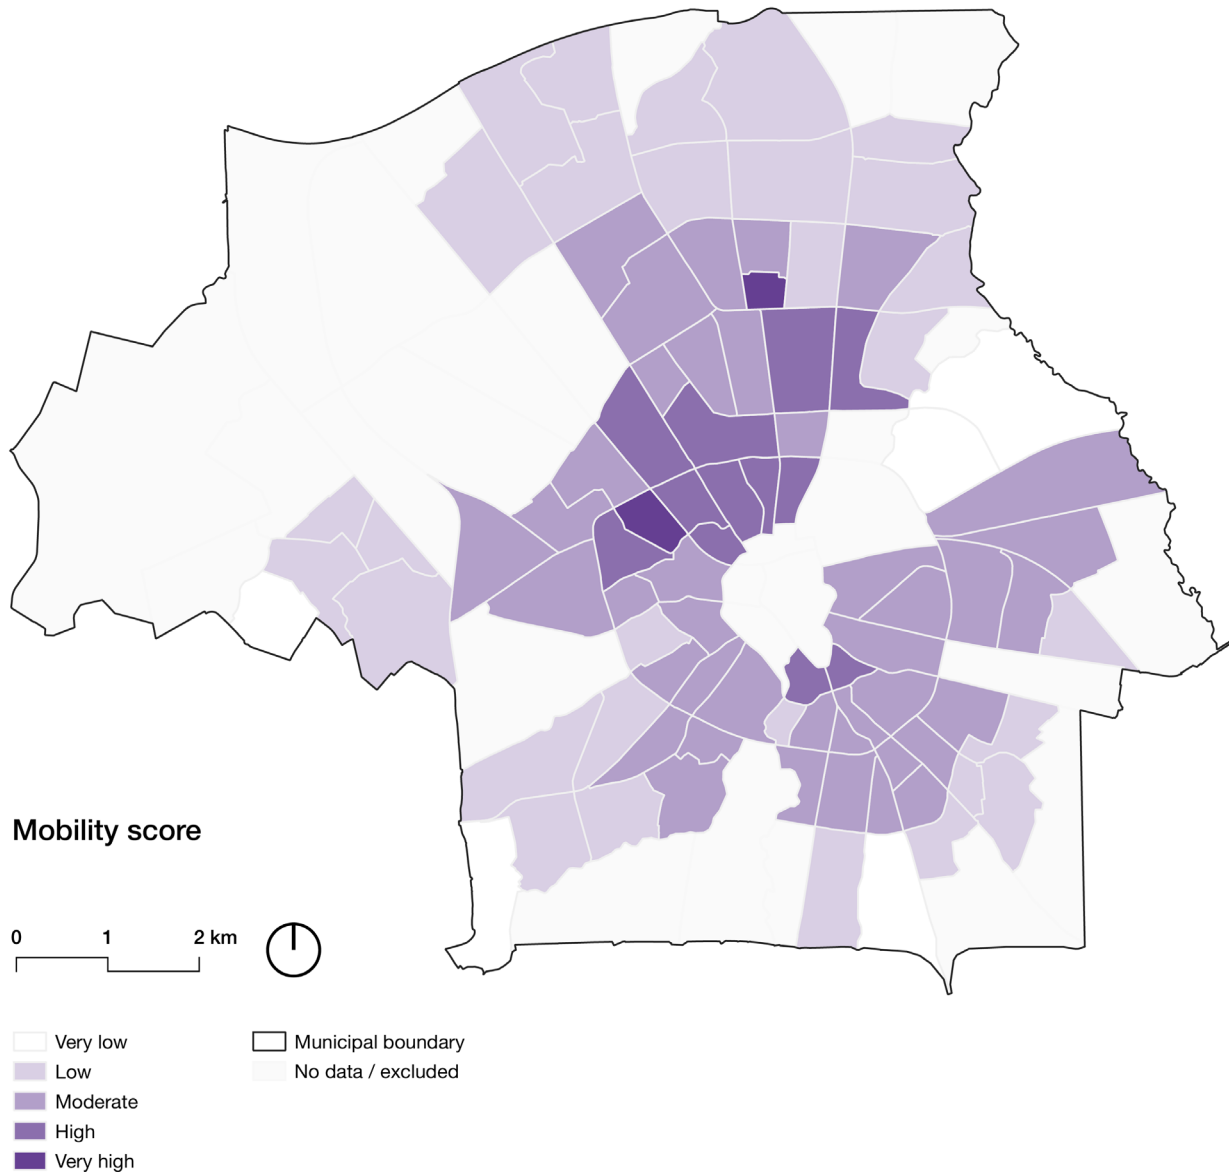 Mobility score
0 1 2 km
Very low
Low
Moderate
High
Very high
Municipal boundary
No data / excluded